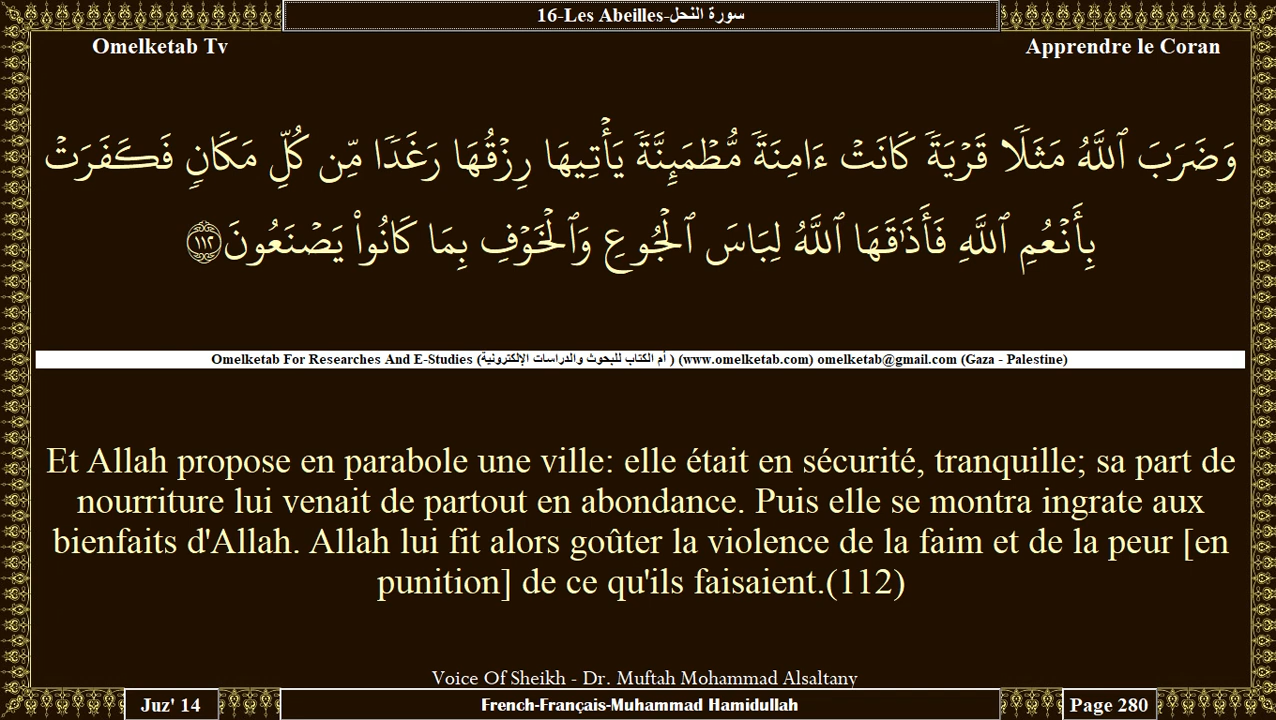 16-Les Abeilles-سورة النحل
Omelketab Tv
Apprendre le Coran
وَضَرَبَ ٱللَّهُ مَثَلٗا قَرۡيَةٗ كَانَتۡ ءَامِنَةٗ مُّطۡمَئِنَّةٗ يَأۡتِيهَا رِزۡقُهَا رَغَدٗا مِّن كُلِّ مَكَانٖ فَكَفَرَتۡ
بِأَنۡعُمِ ٱللَّهِ فَأَذَٰقَهَا ٱللَّهُ لِبَاسَ ٱلۡجُوعِ وَٱلۡخَوۡفِ بِمَا كَانُواْ يَصۡنَعُونَ ١١٢
Omelketab For Researches And E-Studies (أم الكتاب للبحوث والدراسات الإلكترونية ) (www.omelketab.com) omelketab@gmail.com (Gaza - Palestine)
Et Allah propose en parabole une ville: elle était en sécurité, tranquille; sa part de
nourriture lui venait de partout en abondance. Puis elle se montra ingrate aux
bienfaits d'Allah. Allah lui fit alors goûter la violence de la faim et de la peur [en
punition] de ce qu'ils faisaient.(112)
Voice Of Sheikh - Dr. Muftah Mohammad Alsaltany
Juz' 14
French-Français-Muhammad Hamidullah
Page 280